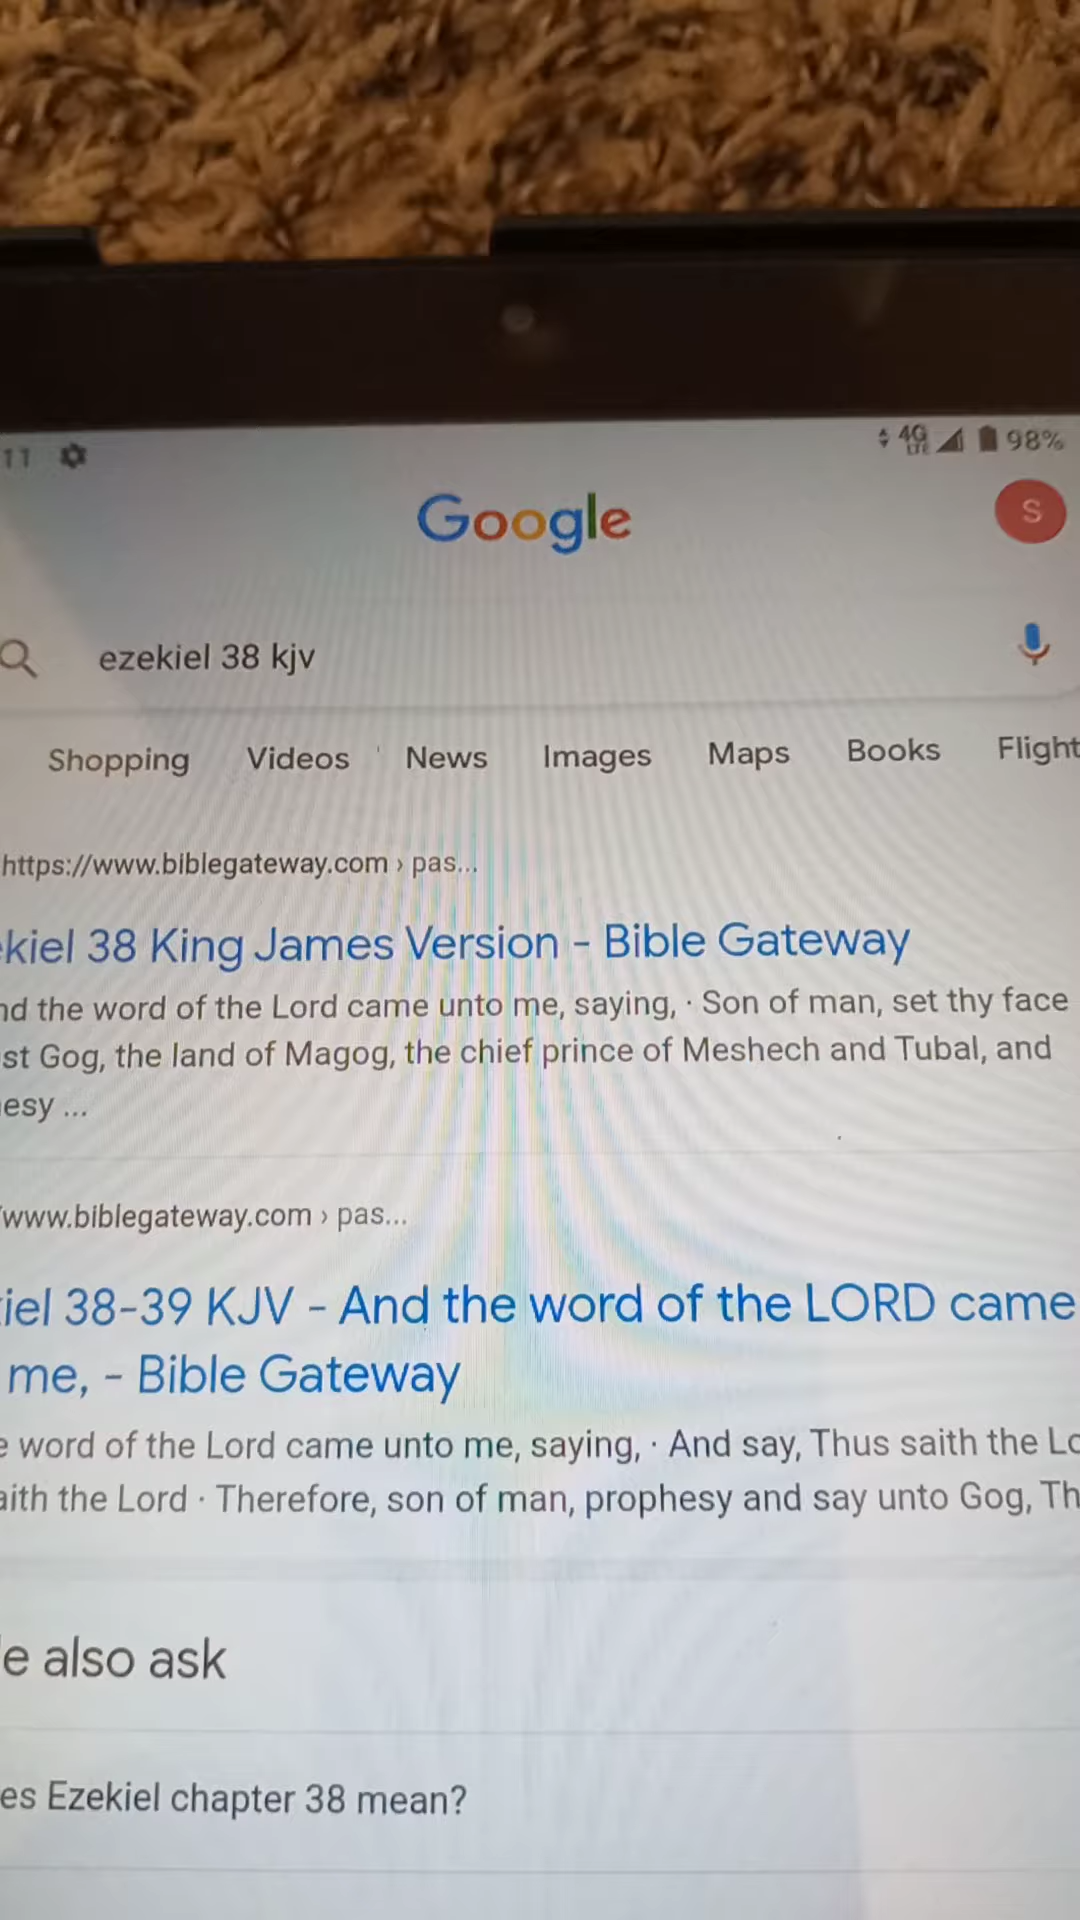 11
4G
LTE
98%
Google
S
ezekiel 38 kjv
Shopping Videos News Images Maps Books Flight
https://www.biblegateway.com › pas...
kiel 38 King James Version - Bible Gateway
nd the word of the Lord came unto me, saying, · Son of man, set thy face
st Gog, the land of Magog, the chief prince of Meshech and Tubal, and
esy ...
www.biblegateway.com › pas...
iel 38-39 KJV - And the word of the LORD came
me, - Bible Gateway
e word of the Lord came unto me, saying, · And say, Thus saith the Lo
aith the Lord · Therefore, son of man, prophesy and say unto Gog, Th
e also ask
es Ezekiel chapter 38 mean?